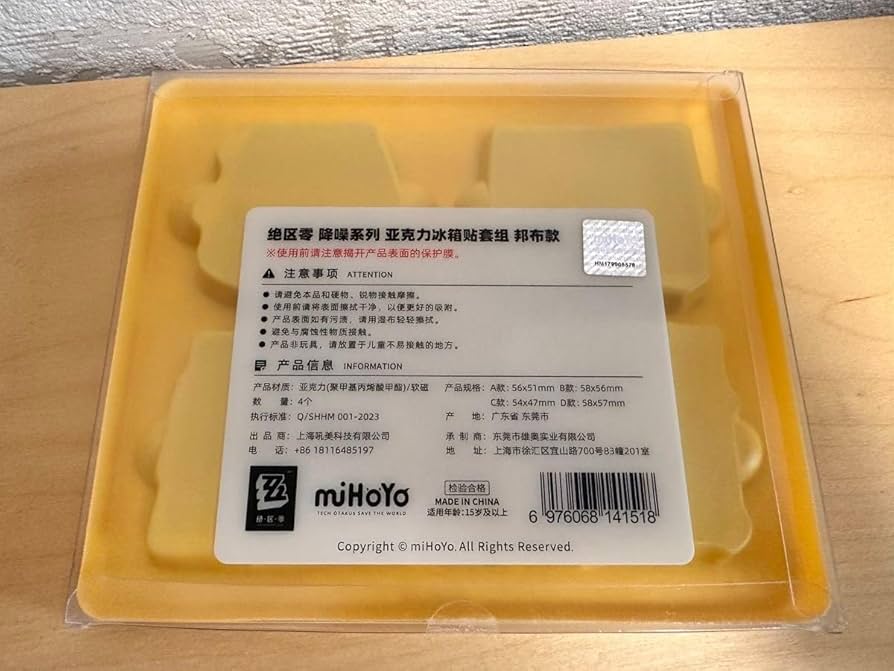 绝区零 降噪系列 亚克力冰箱贴套组 邦布款
※使用前请注意揭开产品表面的保护膜。
miHoYo
注意事项 ATTENTION
● 请避免本品和硬物、锐物接触摩擦。
● 使用前请将表面擦拭干净,以便更好的吸附。
● 产品表面如有污渍,请用湿布轻轻擦拭。
● 避免与腐蚀性物质接触。
● 产品非玩具,请放置于儿童不易接触的地方。
产品信息 INFORMATION
产品材质:亚克力(聚甲基丙烯酸甲酯)/软磁 产品规格:A款:56x51mm B款:58x56mm
数 量:4个 C款:54x47mm D款:58x57mm
执行标准:Q/SHHM 001-2023 产 地:广东省 东莞市
出 品 商:上海吼美科技有限公司 承 制 商:东莞市雄奥实业有限公司
电 话:+86 18116485197 地 址:上海市徐汇区宜山路700号B3幢201室
绝·区·零
miHoYo
TECH OTAKUS SAVE THE WORLD
检验合格
MADE IN CHINA
适用年龄:15岁及以上
6 976068 141518
Copyright © miHoYo. All Rights Reserved.